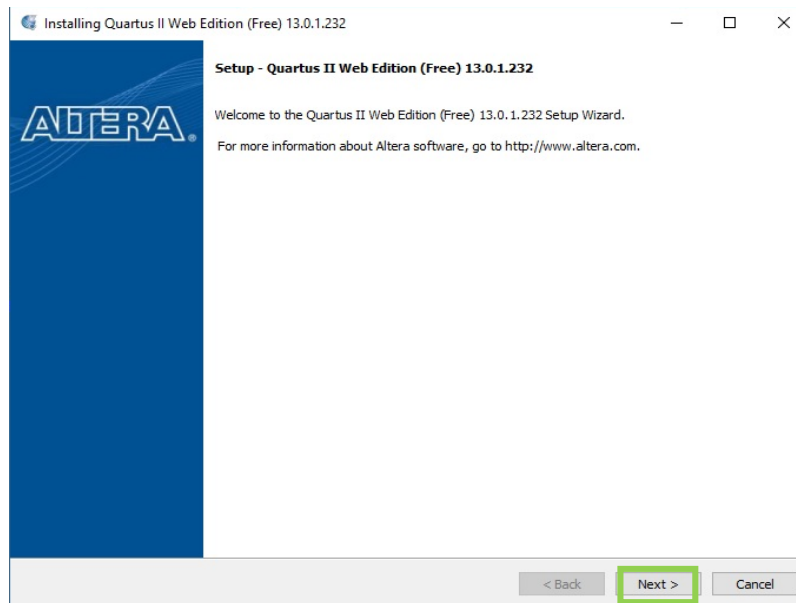 Installing Quartus II Web Edition (Free) 13.0.1.232
Setup - Quartus II Web Edition (Free) 13.0.1.232
ALTERA®
Welcome to the Quartus II Web Edition (Free) 13.0.1.232 Setup Wizard.
For more information about Altera software, go to http://www.altera.com.
< Back
Next >
Cancel